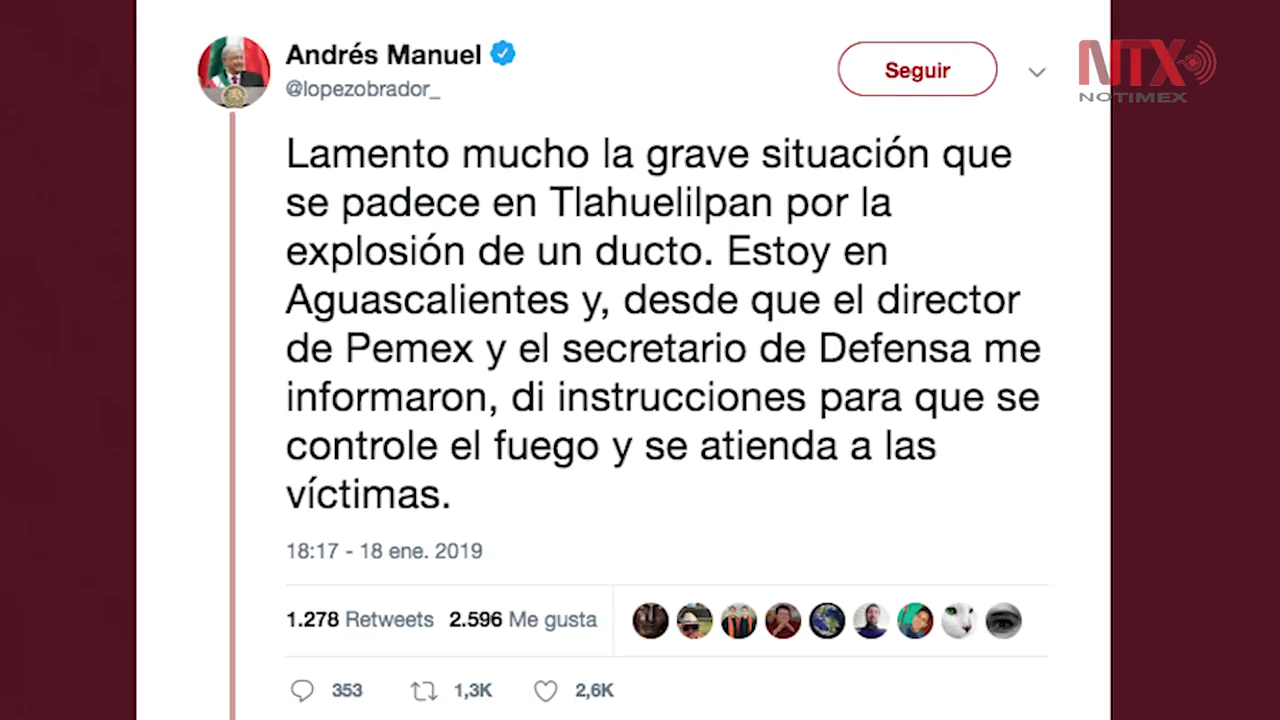 Andrés Manuel
@lopezobrador_
Seguir
NTX
NOTIMEX
Lamento mucho la grave situación que
se padece en Tlahuelilpan por la
explosión de un ducto. Estoy en
Aguascalientes y, desde que el director
de Pemex y el secretario de Defensa me
informaron, di instrucciones para que se
controle el fuego y se atienda a las
víctimas.
18:17 - 18 ene. 2019
1.278 Retweets 2.596 Me gusta
353 1,3K 2,6K